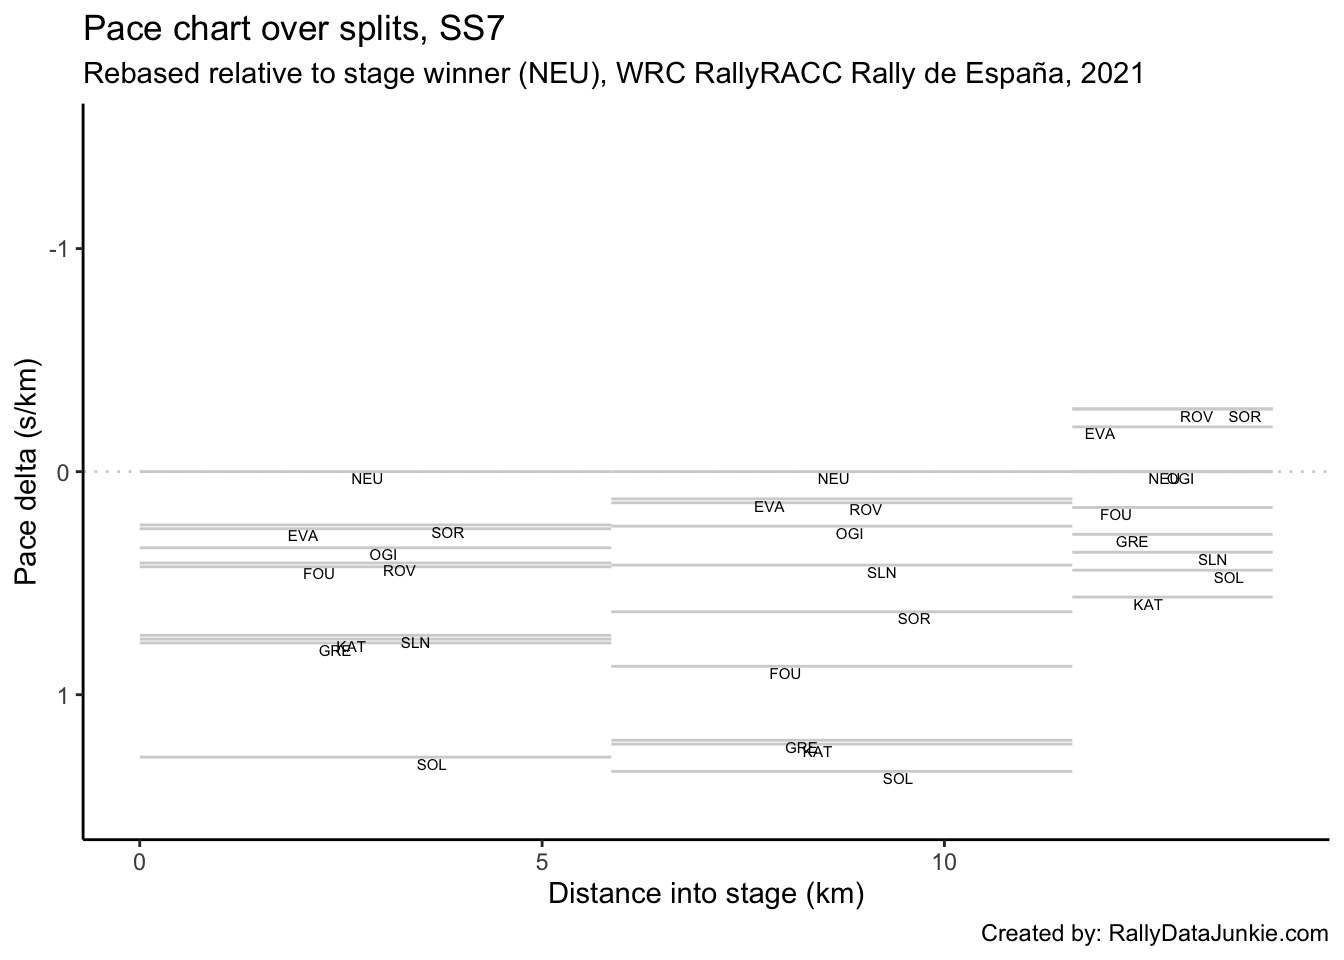 Pace chart over splits, SS7
Rebased relative to stage winner (NEU), WRC RallyRACC Rally de España, 2021
Pace delta (s/km)
-1
0
1
ROV SOR
EVA
NEU NEU NEU OGI
EVA ROV FOU
EVA SOR OGI
GRE
OGI SLN
FOU ROV SLN SOL
KAT
SOR
GRE KAT SLN
FOU
GRE KAT
SOL SOL
0 5 10
Distance into stage (km)
Created by: RallyDataJunkie.com